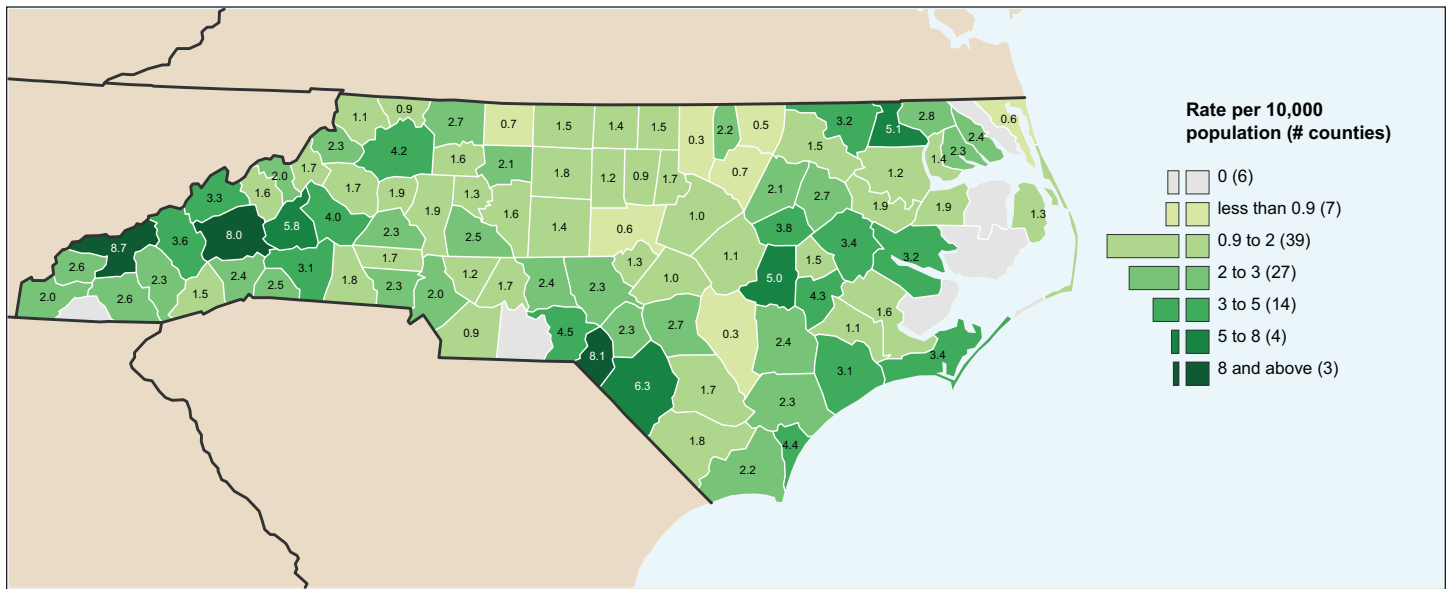 Rate per 10,000
population (# counties)
0 (6)
less than 0.9 (7)
0.9 to 2 (39)
2 to 3 (27)
3 to 5 (14)
5 to 8 (4)
8 and above (3)
1.1 0.9 2.7 0.7 1.5 1.4 1.5 0.3 2.2 0.5 3.2 5.1 2.8 0.6
2.3 4.2 1.6 2.1 1.8 1.2 0.9 1.7 0.7 1.5 1.2 1.4 2.3 2.4
3.3 1.6 2.0 1.7 1.7 1.9 1.9 1.3 1.6 1.4 0.6 1.0 2.1 2.7 1.9 1.9 1.3
8.7 3.6 8.0 5.8 4.0 2.3 2.5 1.1 3.8 3.4 3.2
2.6 2.3 2.4 3.1 1.7 1.2 1.7 2.4 2.3 1.3 1.0 5.0 1.5 4.3
2.0 2.6 1.5 2.5 1.8 2.3 2.0 0.9 4.5 2.3 2.7 0.3 2.4 1.1 1.6
8.1 6.3 1.7 2.3 3.1 3.4
1.8 2.2 4.4